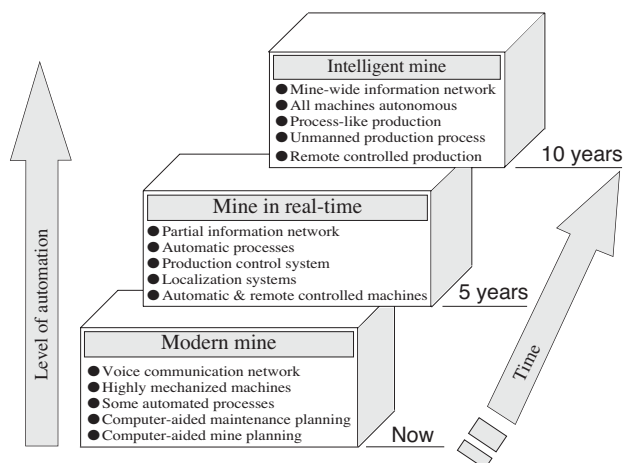 Intelligent mine
● Mine-wide information network
● All machines autonomous
● Process-like production
● Unmanned production process
● Remote controlled production
10 years
Mine in real-time
● Partial information network
● Automatic processes
● Production control system
● Localization systems
● Automatic & remote controlled machines
5 years
Modern mine
● Voice communication network
● Highly mechanized machines
● Some automated processes
● Computer-aided maintenance planning
● Computer-aided mine planning
Now
Level of automation
Time